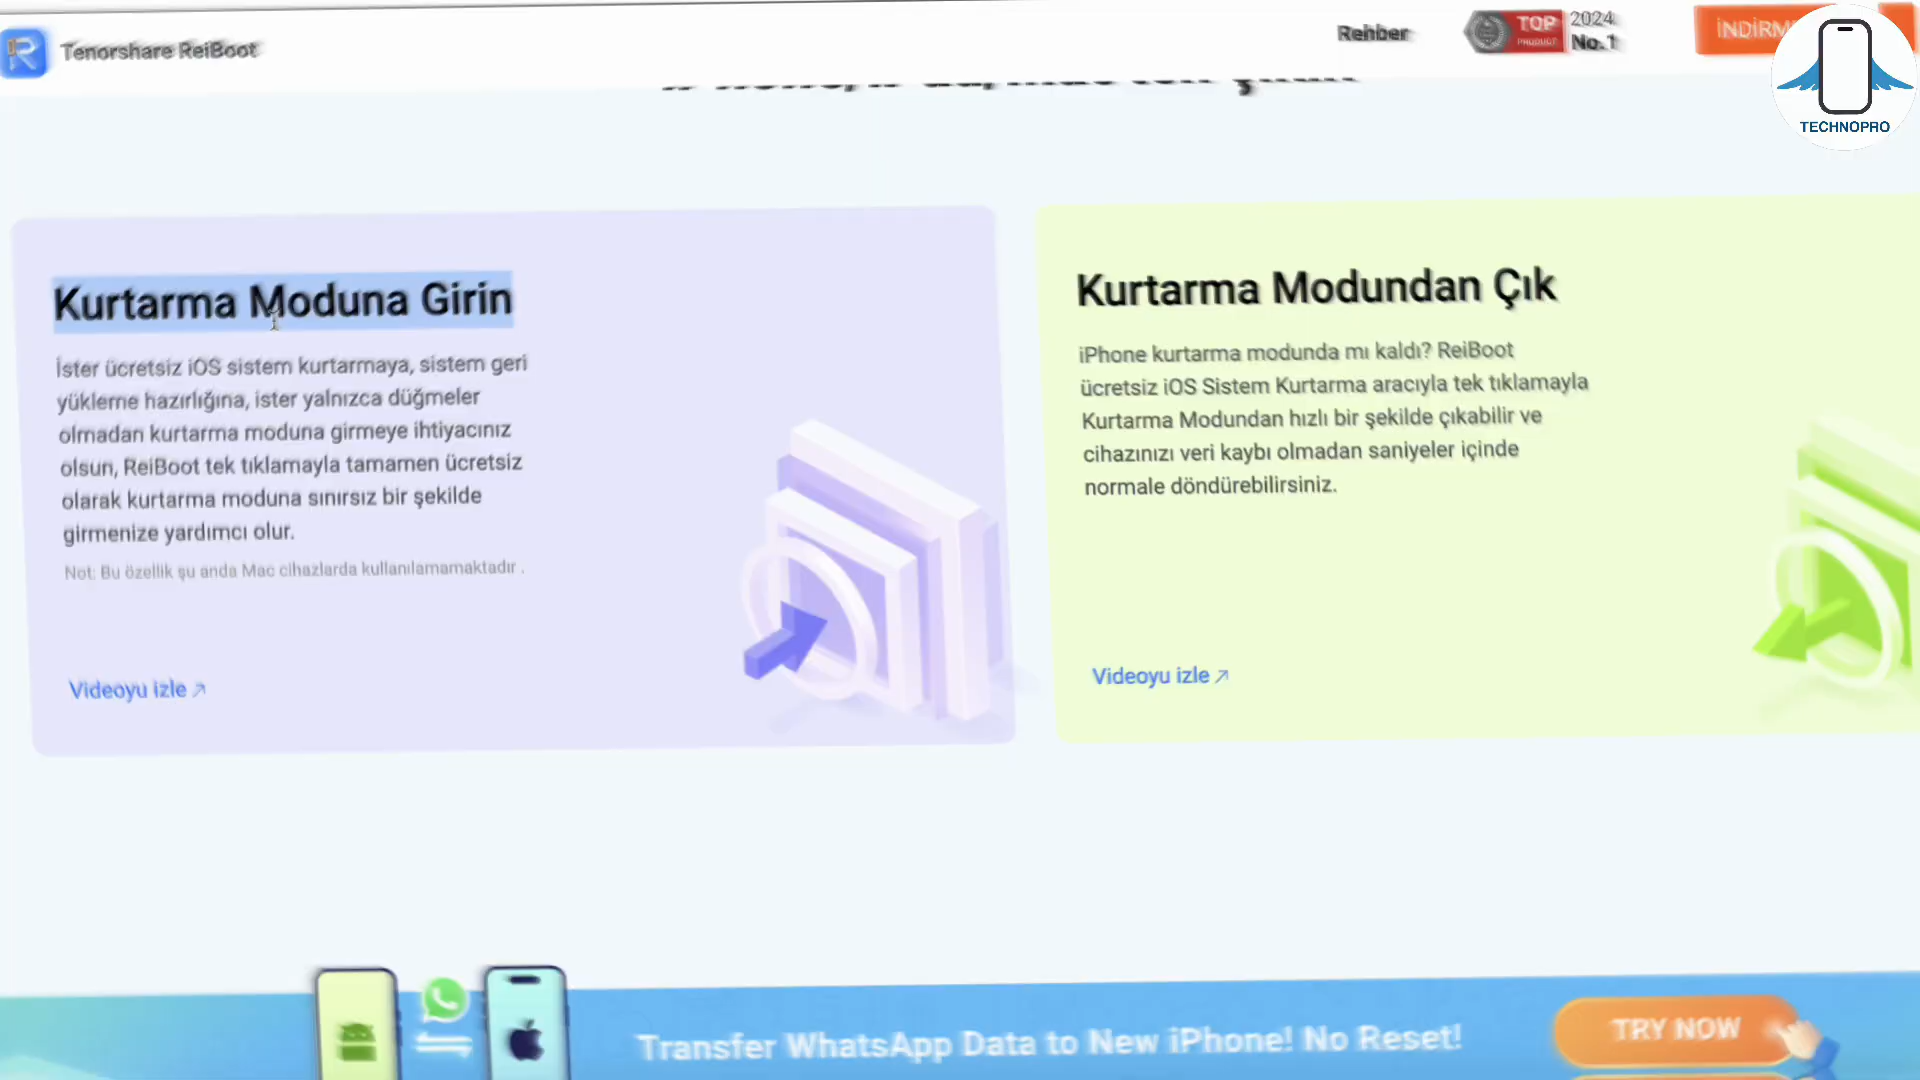 Tenorshare ReiBoot
Rehber
TOP
PRODUCT
2024
No.1
TECHNOPRO
Kurtarma Moduna Girin
İster ücretsiz iOS sistem kurtarmaya, sistem geri
yükleme hazırlığına, ister yalnızca düğmeler
olmadan kurtarma moduna girmeye ihtiyacınız
olsun, ReiBoot tek tıklamayla tamamen ücretsiz
olarak kurtarma moduna sınırsız bir şekilde
girmenize yardımcı olur.
Not: Bu özellik şu anda Mac cihazlarda kullanılamamaktadır .
Videoyu izle
Kurtarma Modundan Çık
iPhone kurtarma modunda mı kaldı? ReiBoot
ücretsiz iOS Sistem Kurtarma aracıyla tek tıklamayla
Kurtarma Modundan hızlı bir şekilde çıkabilir ve
cihazınızı veri kaybı olmadan saniyeler içinde
normale döndürebilirsiniz.
Videoyu izle
Transfer WhatsApp Data to New iPhone! No Reset!
TRY NOW